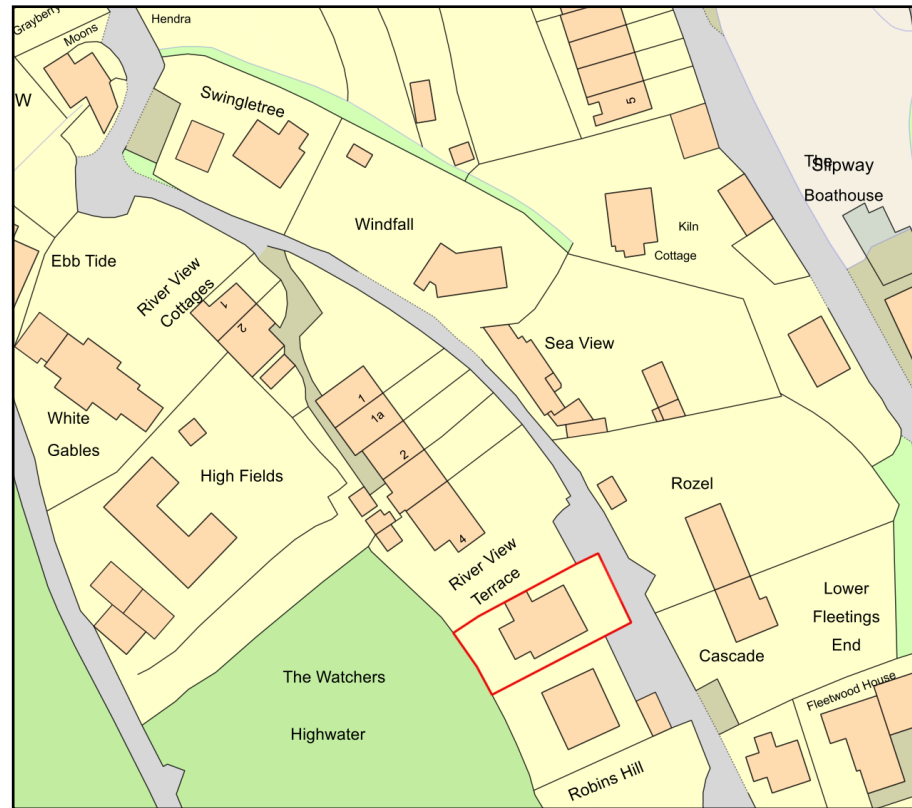 Grayberry
Moons
Hendra
W
Swingletree
5
The
Slipway
Boathouse
Windfall
Kiln
Cottage
Ebb Tide
River View
Cottages
1
2
Sea View
1
1a
2
4
White
Gables
High Fields
Rozel
River View
Terrace
Lower
Fleetings
End
Cascade
The Watchers
Highwater
Fleetwood House
Robins Hill